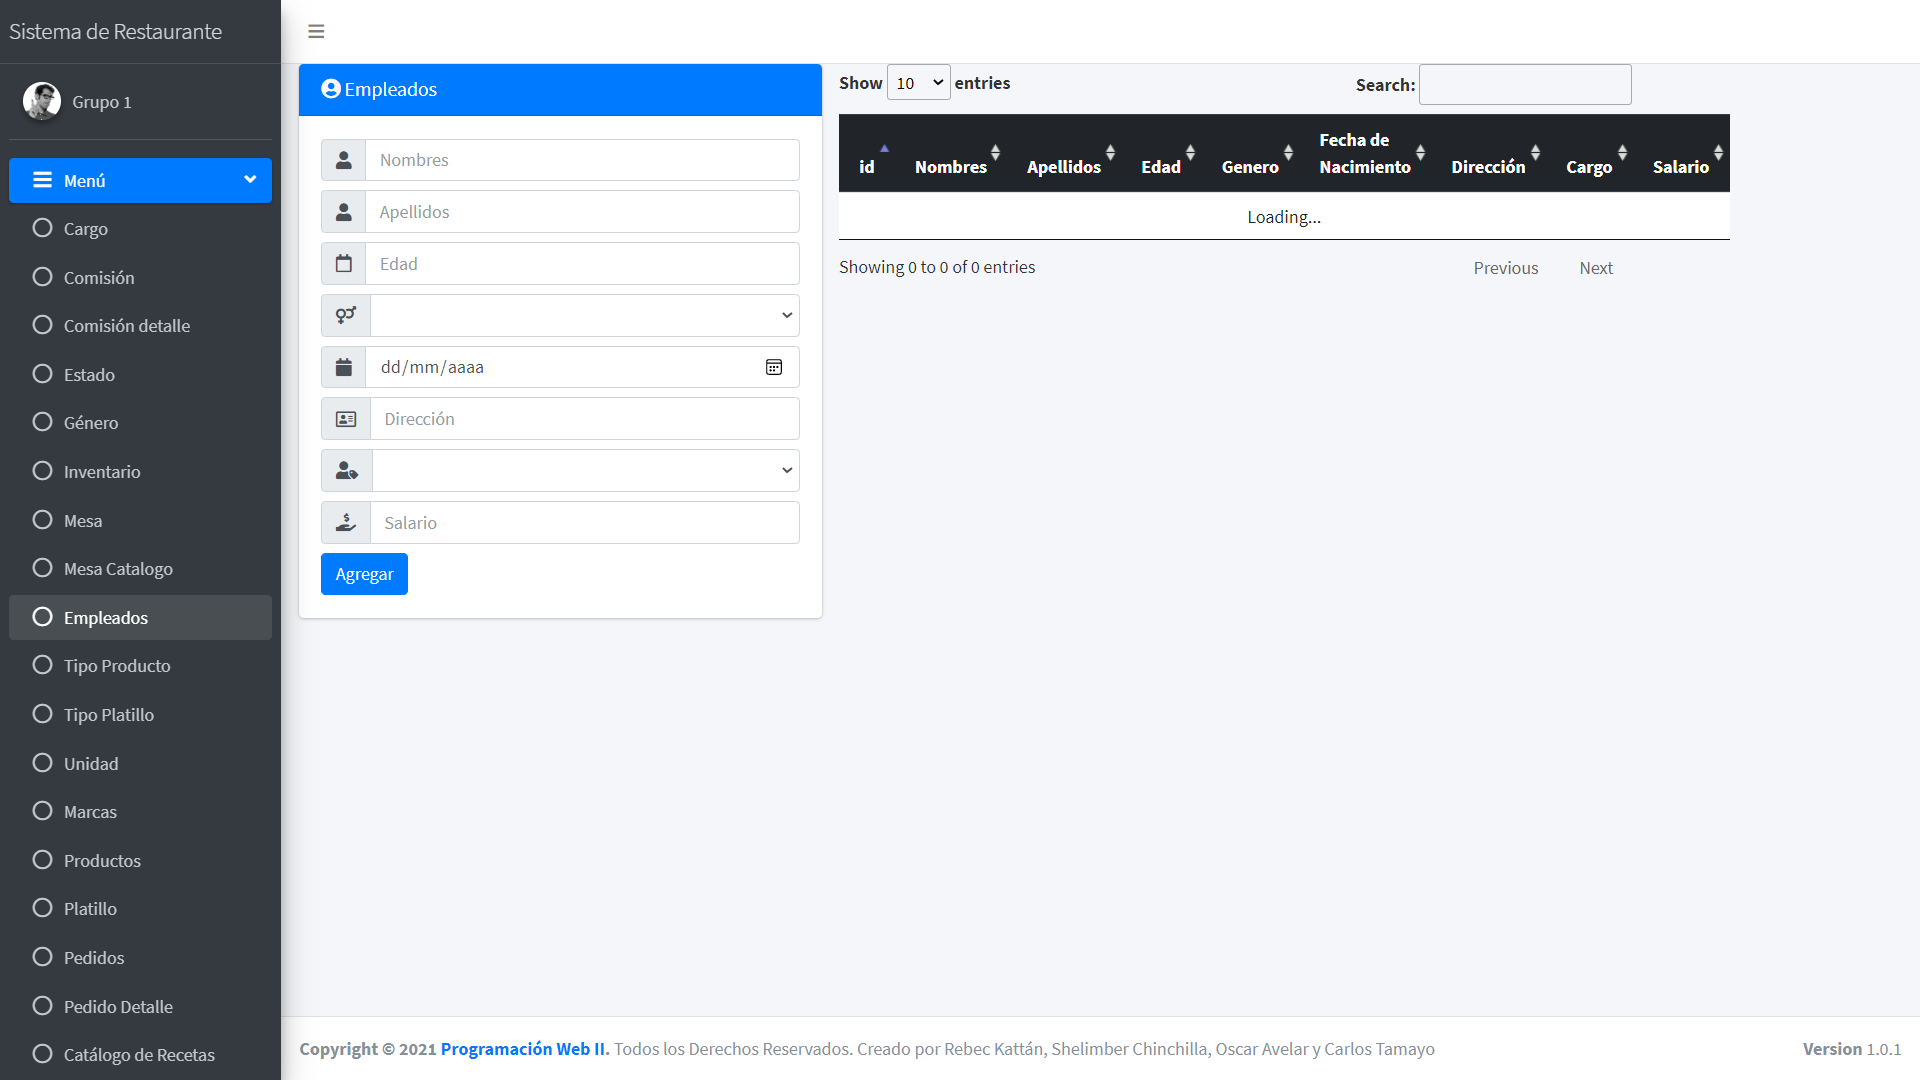 Sistema de Restaurante
Grupo 1
Menú
Cargo
Comisión
Comisión detalle
Estado
Género
Inventario
Mesa
Mesa Catalogo
Empleados
Tipo Producto
Tipo Platillo
Unidad
Marcas
Productos
Platillo
Pedidos
Pedido Detalle
Catálogo de Recetas
Empleados
Nombres
Apellidos
Edad
dd/mm/aaaa
Dirección
Salario
Agregar
Show 10 entries
Search:
id Nombres Apellidos Edad Genero Fecha de Nacimiento Dirección Cargo Salario
Loading...
Showing 0 to 0 of 0 entries
Previous Next
Copyright © 2021 Programación Web II. Todos los Derechos Reservados. Creado por Rebec Kattán, Shelimber Chinchilla, Oscar Avelar y Carlos Tamayo
Version 1.0.1